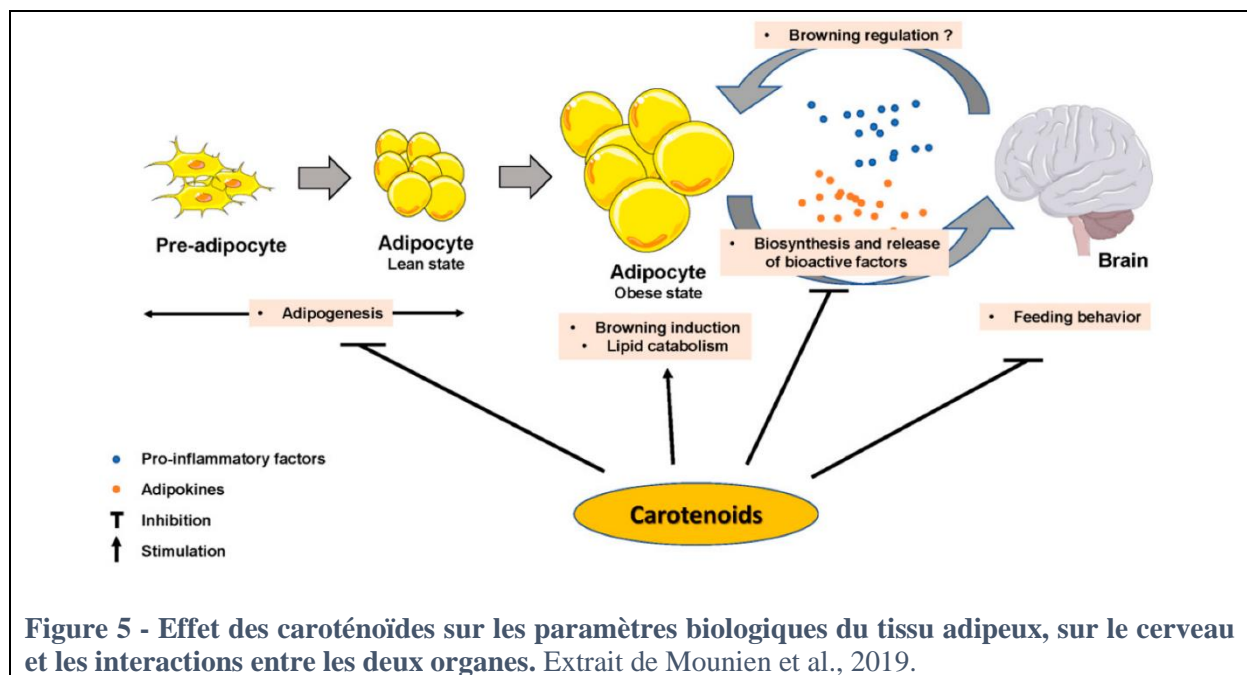 • Browning regulation ?
Pre-adipocyte
Adipocyte
Lean state
Adipocyte
Obese state
• Biosynthesis and release
of bioactive factors
Brain
• Adipogenesis
• Browning induction
• Lipid catabolism
• Feeding behavior
Pro-inflammatory factors
Adipokines
Inhibition
Stimulation
Carotenoids
Figure 5 - Effet des caroténoïdes sur les paramètres biologiques du tissu adipeux, sur le cerveau
et les interactions entre les deux organes. Extrait de Mounien et al., 2019.